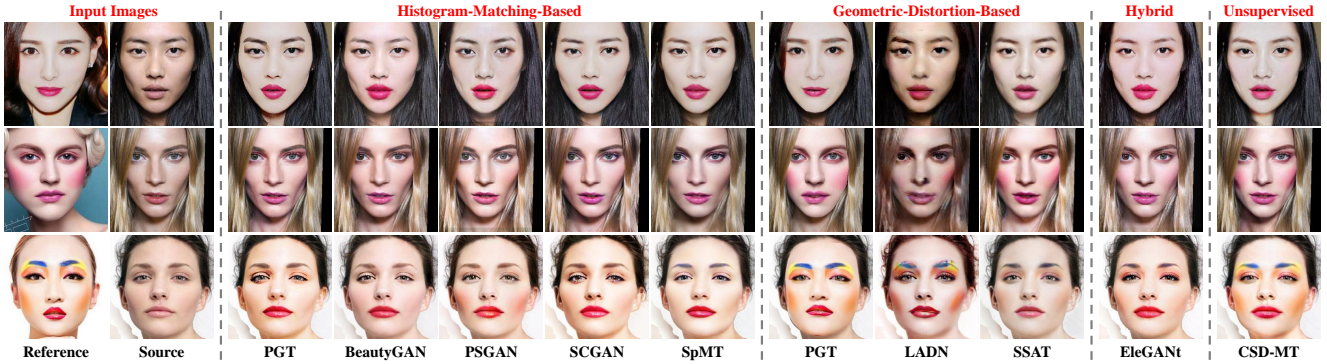 Input Images Histogram-Matching-Based Geometric-Distortion-Based Hybrid Unsupervised
Reference Source PGT BeautyGAN PSGAN SCGAN SpMT PGT LADN SSAT EleGANt CSD-MT